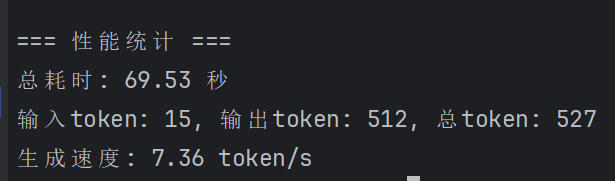 === 性能统计 ===
总耗时: 69.53 秒
输入token: 15, 输出token: 512, 总token: 527
生成速度: 7.36 token/s